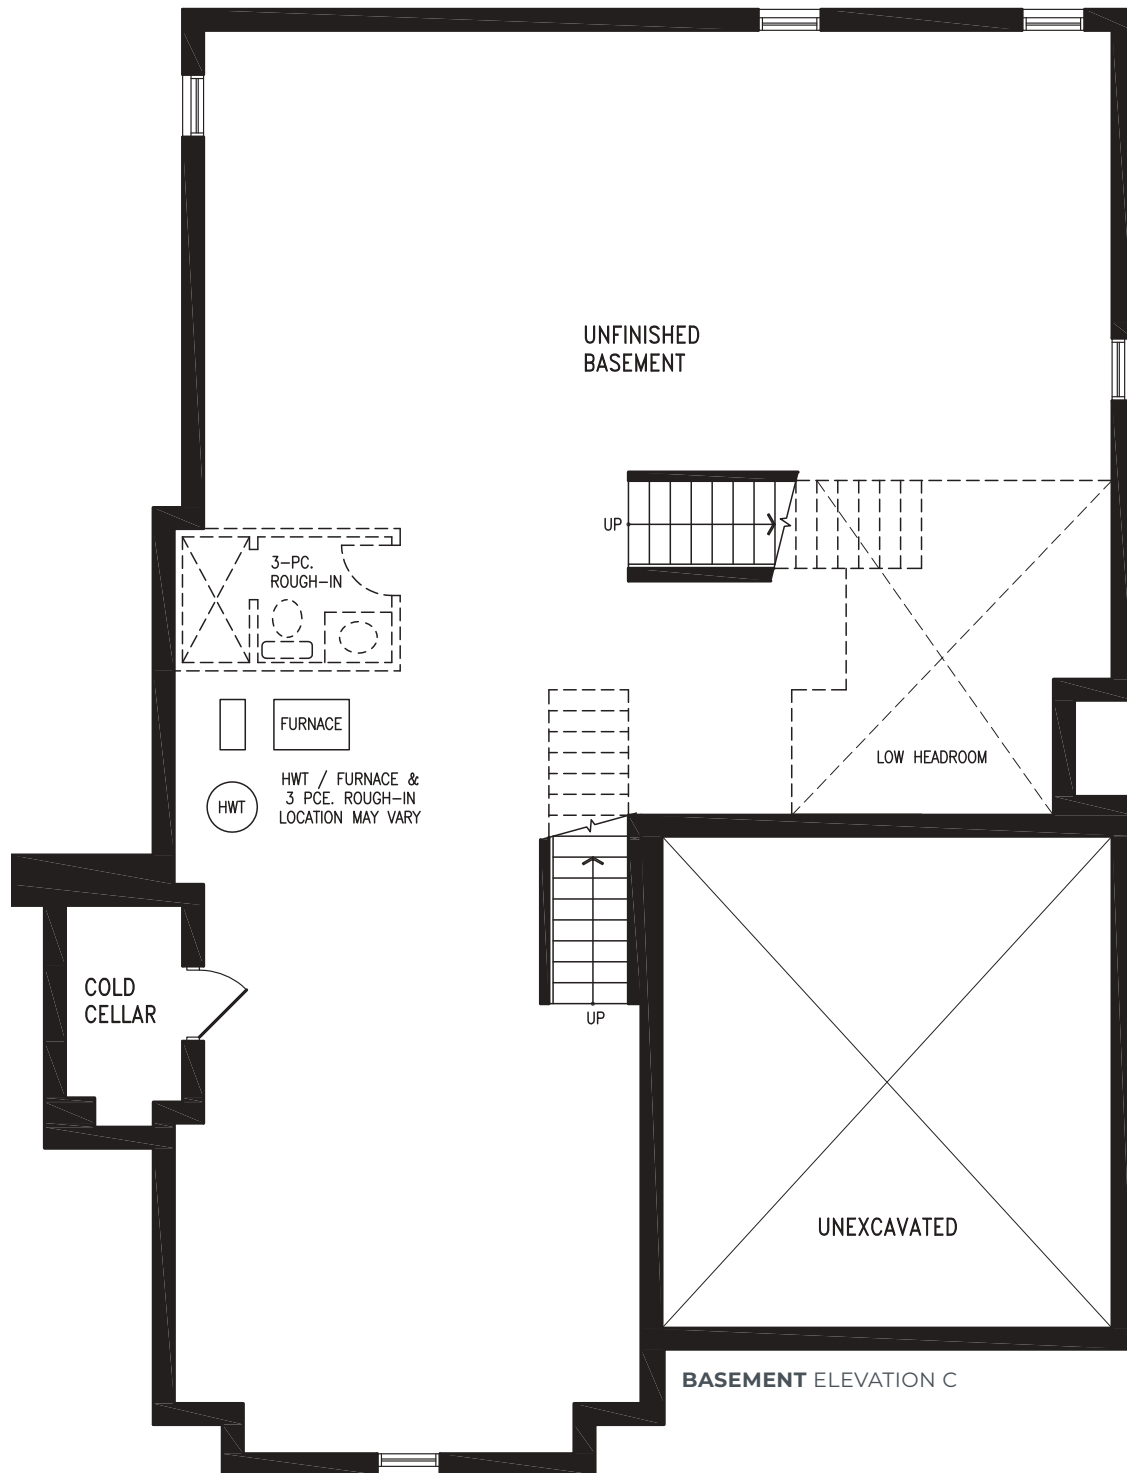 UNFINISHED
BASEMENT
UP
3-PC.
ROUGH-IN
FURNACE
LOW HEADROOM
HWT / FURNACE &
3 PCE. ROUGH-IN
LOCATION MAY VARY
HWT
COLD
CELLAR
UP
UNEXCAVATED
BASEMENT ELEVATION C